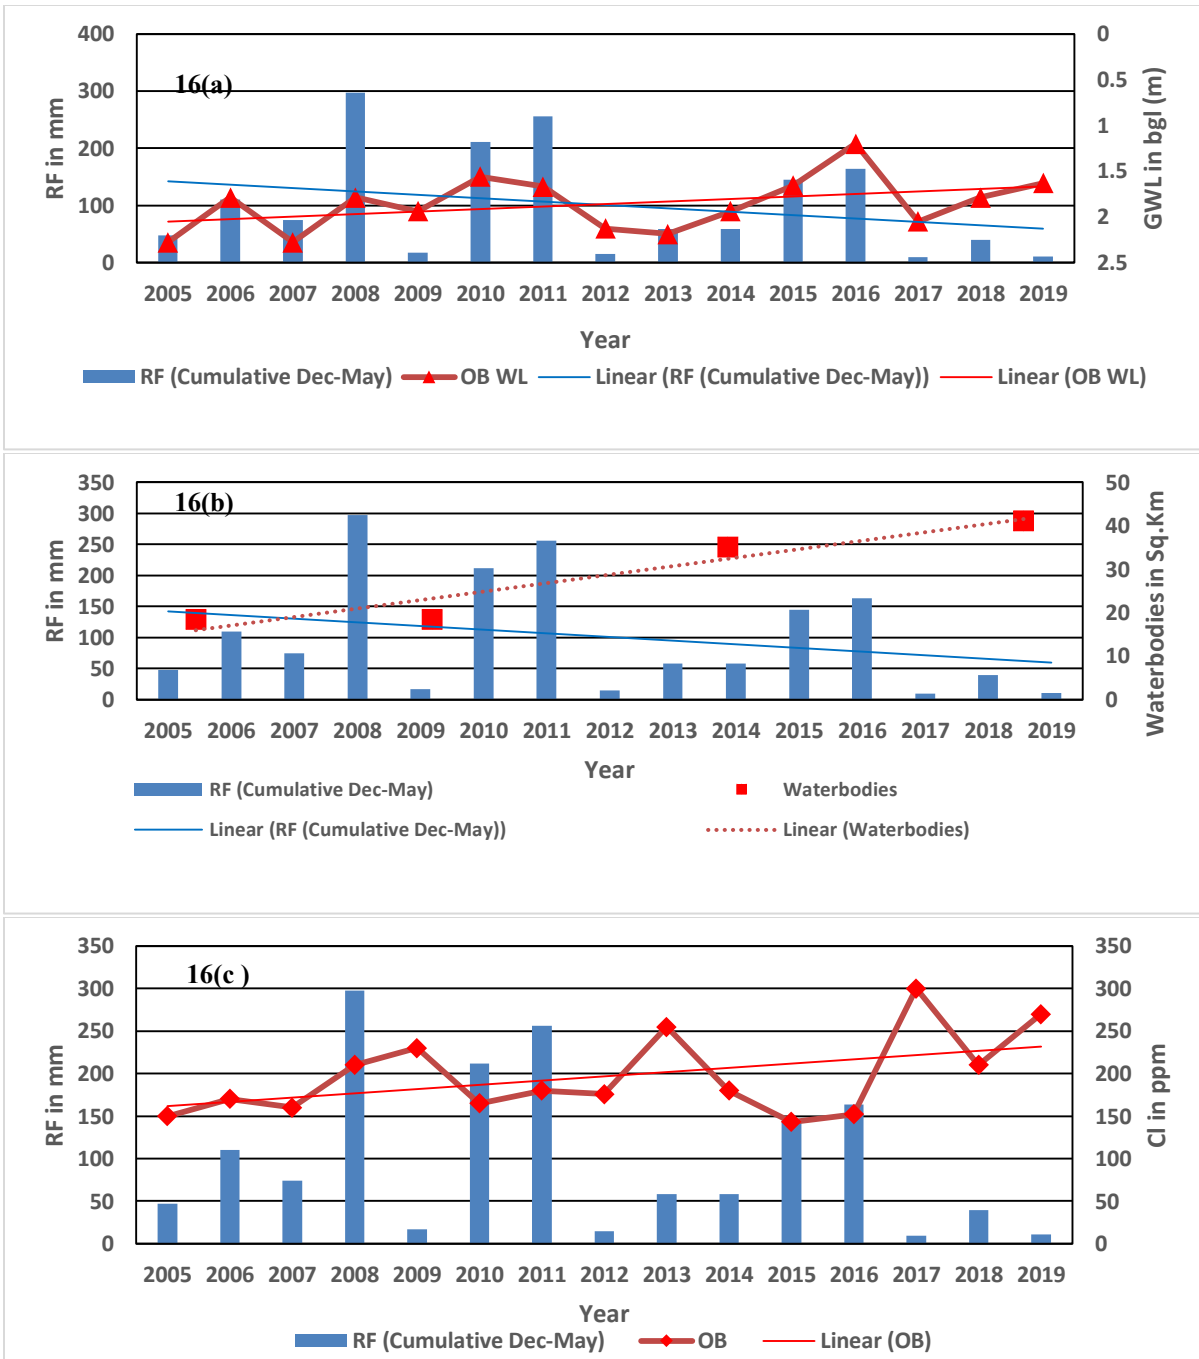 16(a)
RF in mm
400
300
200
100
0
0
0.5
1
1.5
2
2.5
GWL in bgl (m)
2005 2006 2007 2008 2009 2010 2011 2012 2013 2014 2015 2016 2017 2018 2019
Year
RF (Cumulative Dec-May) OB WL Linear (RF (Cumulative Dec-May)) Linear (OB WL)
16(b)
RF in mm
350
300
250
200
150
100
50
0
50
40
30
20
10
0
Waterbodies in Sq.Km
2005 2006 2007 2008 2009 2010 2011 2012 2013 2014 2015 2016 2017 2018 2019
Year
RF (Cumulative Dec-May) Waterbodies
Linear (RF (Cumulative Dec-May)) Linear (Waterbodies)
16(c )
RF in mm
350
300
250
200
150
100
50
0
350
300
250
200
150
100
50
0
Cl in ppm
2005 2006 2007 2008 2009 2010 2011 2012 2013 2014 2015 2016 2017 2018 2019
Year
RF (Cumulative Dec-May) OB Linear (OB)